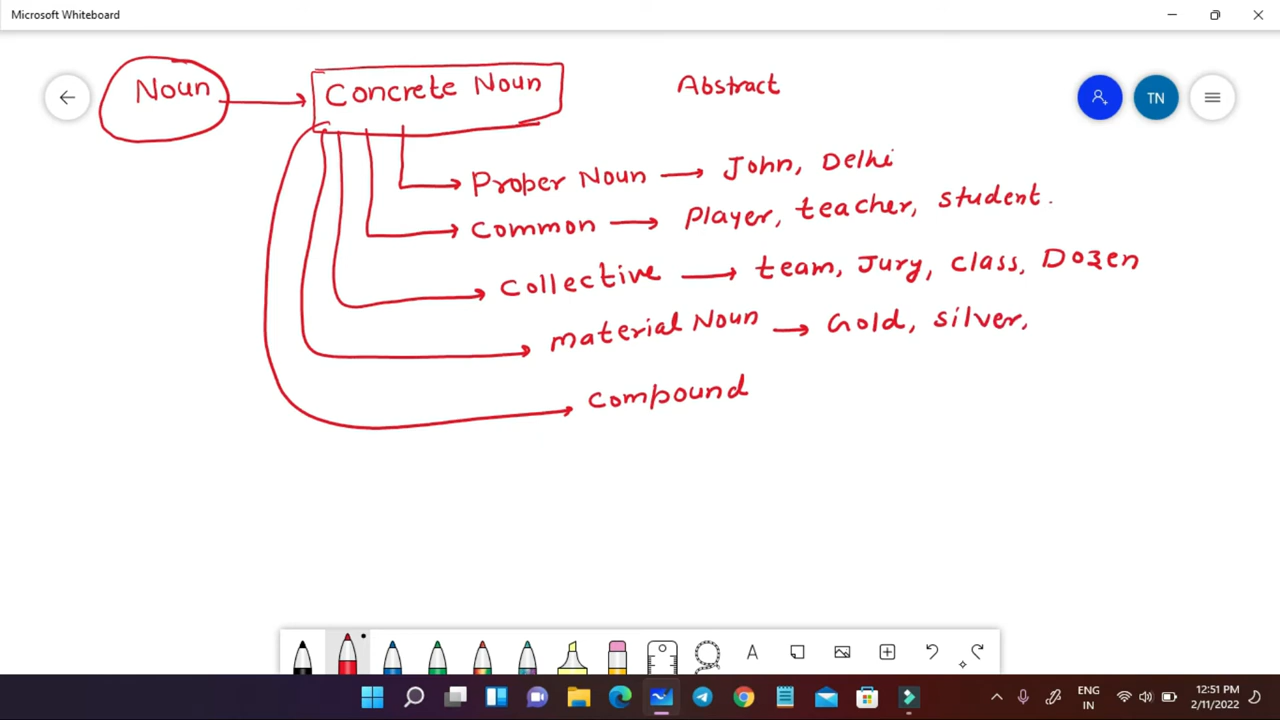 Microsoft Whiteboard
Noun → Concrete Noun Abstract
TN
Proper Noun → John, Delhi
Common → Player, teacher, student.
Collective → team, Jury, class, Dozen
material Noun → Gold, silver,
Compound
A
ENG
IN
12:51 PM
2/11/2022